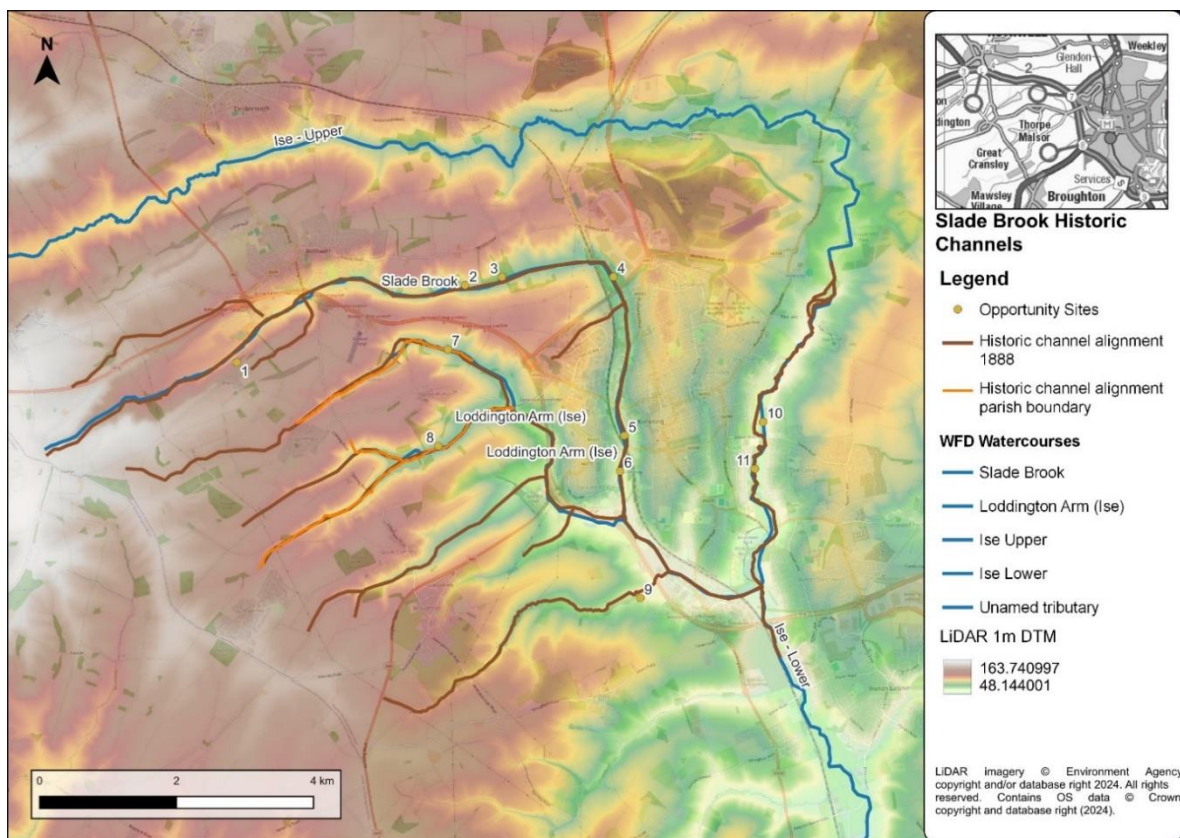 N
Ise - Upper
Slade Brook
1
2
3
4
5
6
7
8
9
10
11
Loddington Arm (Ise)
Loddington Arm (Ise)
Ise - Lower
0
2
4 km
Weekley
Glendon
Hall
Thorpe
Malsor
Great
Cransley
Mawsley
Village
Services
Broughton
Slade Brook Historic
Channels
Legend
Opportunity Sites
Historic channel alignment
1888
Historic channel alignment
parish boundary
WFD Watercourses
Slade Brook
Loddington Arm (Ise)
Ise Upper
Ise Lower
Unnamed tributary
LiDAR 1m DTM
163.740997
48.144001
LiDAR imagery © Environment Agency
copyright and/or database right 2024. All rights
reserved. Contains OS data © Crown
copyright and database right (2024).